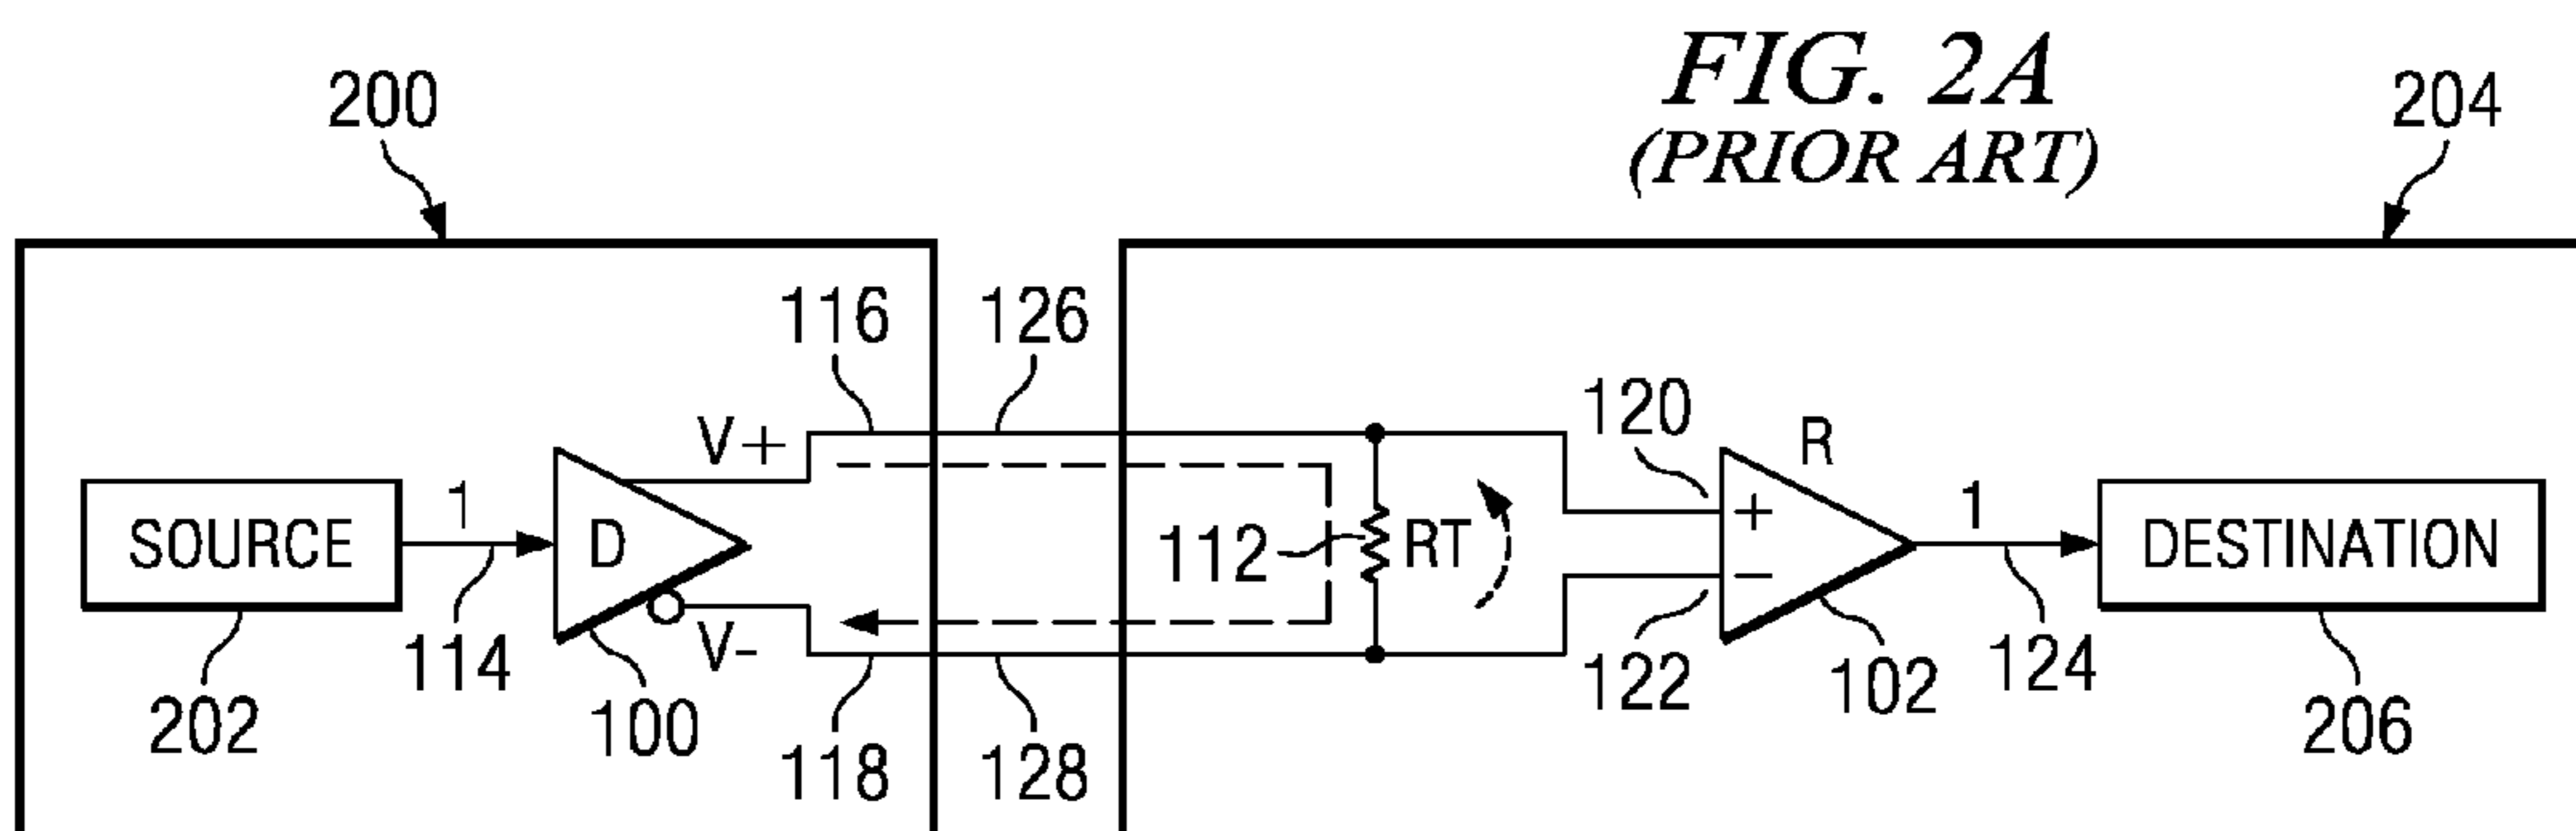 FIG. 2A
(PRIOR ART)
200
204
116
126
V+
120
R
SOURCE
1
D
112
RT
+
−
1
DESTINATION
114
V-
122
102
124
202
100
118
128
206